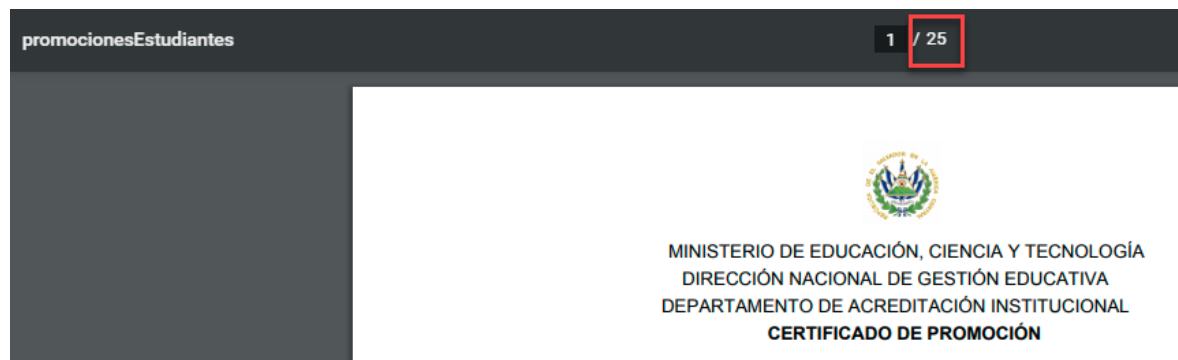 promocionesEstudiantes
1 / 25
MINISTERIO DE EDUCACIÓN, CIENCIA Y TECNOLOGÍA
DIRECCIÓN NACIONAL DE GESTIÓN EDUCATIVA
DEPARTAMENTO DE ACREDITACIÓN INSTITUCIONAL
CERTIFICADO DE PROMOCIÓN